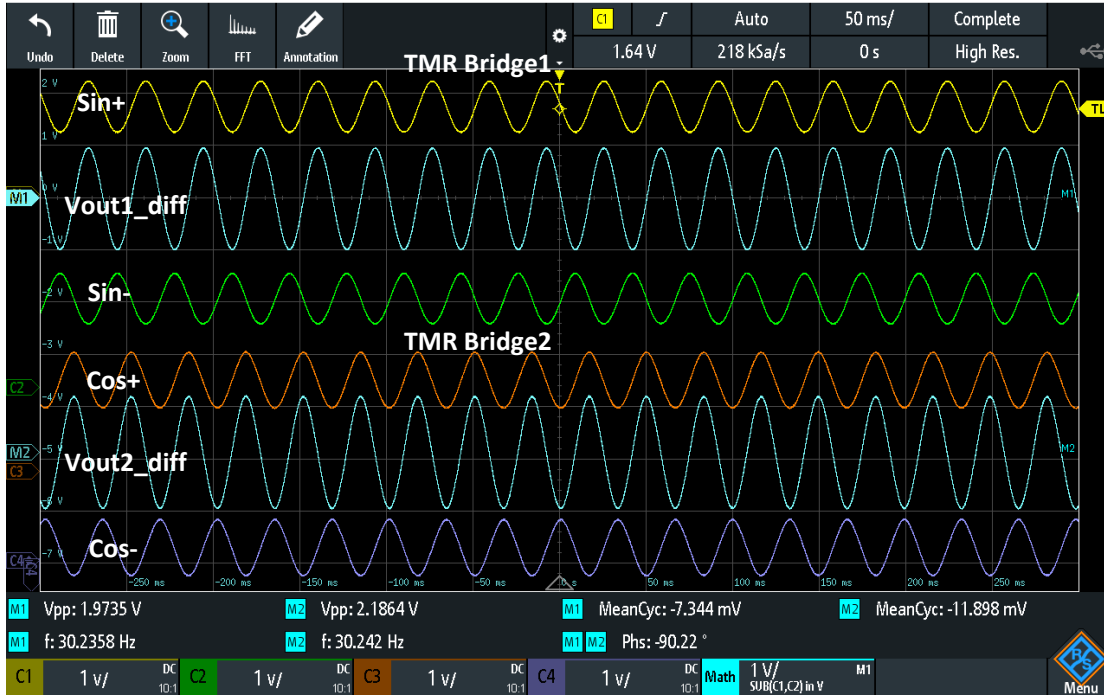 C1 Auto 50 ms/ Complete
Undo Delete Zoom FFT Annotation 1.64 V 218 kSa/s 0 s High Res.
TMR Bridge1
2 V
T
Sin+
TL
1 V
0 V
M1
M1
Vout1_diff
-1 V
-2 V
Sin-
-3 V
TMR Bridge2
Cos+
C2
-4 V
M2
-5 V
M2
C3
Vout2_diff
-6 V
Cos-
-7 V
C4
-250 ms -200 ms -150 ms -100 ms -50 ms 0 s 50 ms 100 ms 150 ms 200 ms 250 ms
M1 Vpp: 1.9735 V M2 Vpp: 2.1864 V M1 MeanCyc: -7.344 mV M2 MeanCyc: -11.898 mV
M1 f: 30.2358 Hz M2 f: 30.242 Hz M1 M2 Phs: -90.22 °
C1 1 V/ DC 10:1 C2 1 V/ DC 10:1 C3 1 V/ DC 10:1 C4 1 V/ DC 10:1 Math 1 V/ M1 SUB(C1,C2) in V
R&S
Menu